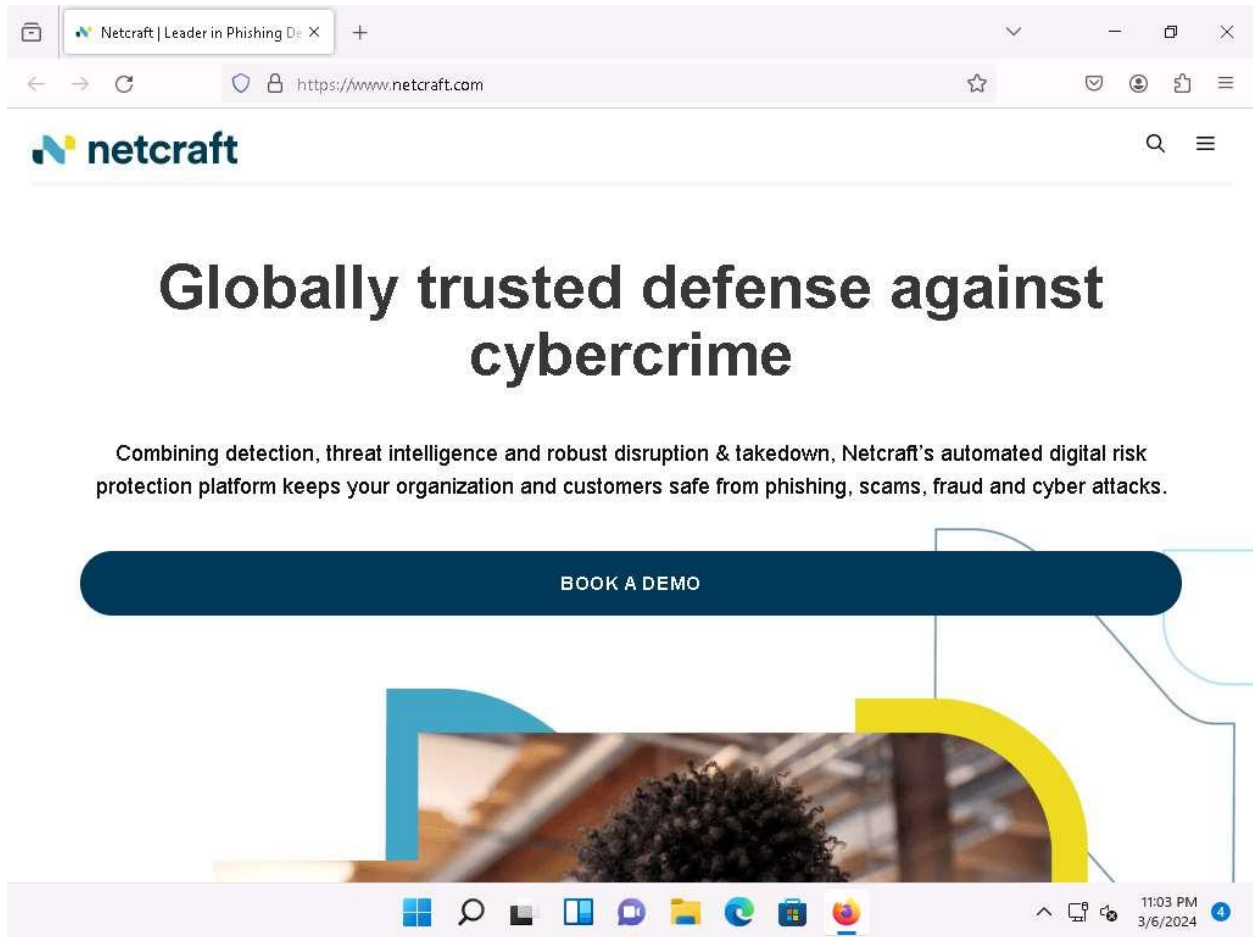 Netcraft | Leader in Phishing De
https://www.netcraft.com
netcraft
Globally trusted defense against
cybercrime
Combining detection, threat intelligence and robust disruption & takedown, Netcraft's automated digital risk
protection platform keeps your organization and customers safe from phishing, scams, fraud and cyber attacks.
BOOK A DEMO
11:03 PM
3/6/2024
4